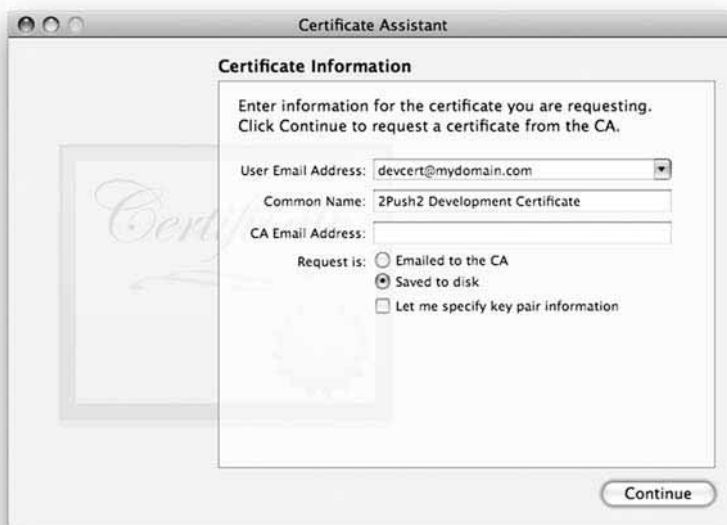 Certificate Assistant
Certificate Information
Enter information for the certificate you are requesting.
Click Continue to request a certificate from the CA.
User Email Address: devcert@mydomain.com
Common Name: 2Push2 Development Certificate
CA Email Address:
Request is: Emailed to the CA
Saved to disk
Let me specify key pair information
Continue